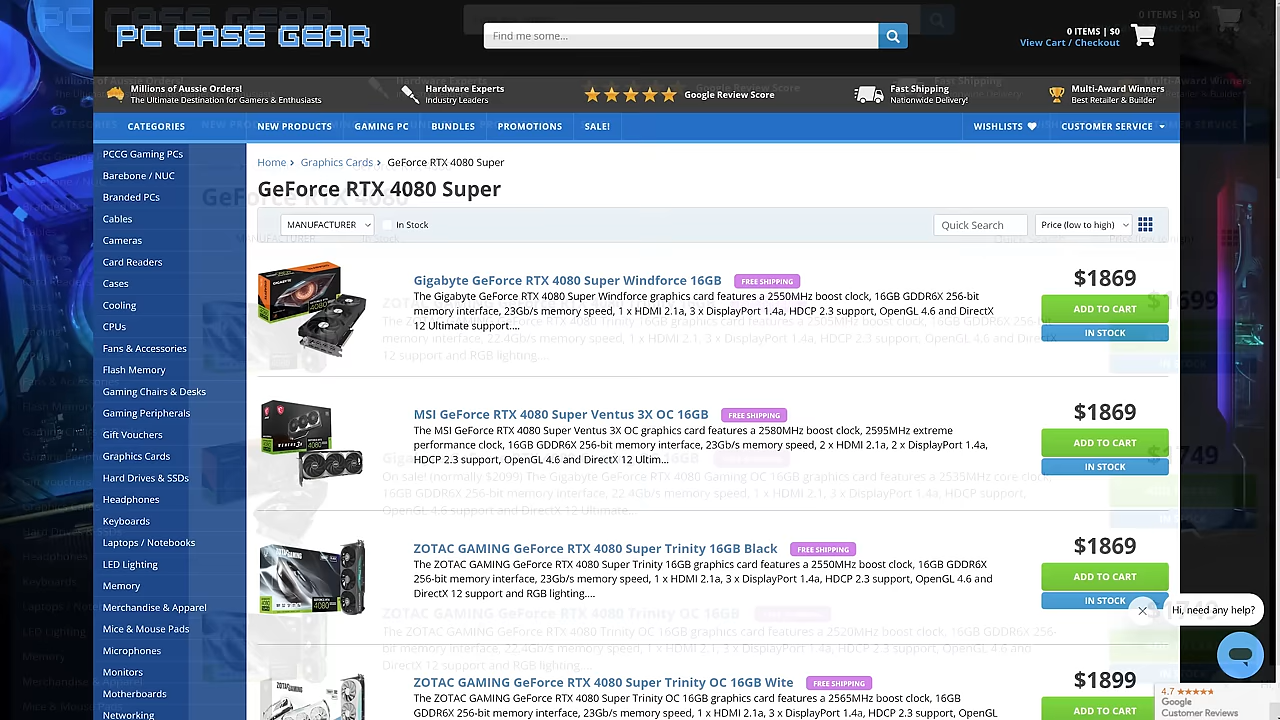 PC CASE GEAR
Find me some...
0 ITEMS | $0
View Cart / Checkout
Millions of Aussie Orders!
The Ultimate Destination for Gamers & Enthusiasts
Hardware Experts
Industry Leaders
Google Review Score
Fast Shipping
Nationwide Delivery!
Multi-Award Winners
Best Retailer & Builder
CATEGORIES
NEW PRODUCTS
GAMING PC
BUNDLES
PROMOTIONS
SALE!
WISHLISTS
CUSTOMER SERVICE
PCCG Gaming PCs
Barebone / NUC
Branded PCs
Cables
Cameras
Card Readers
Cases
Cooling
CPUs
Fans & Accessories
Flash Memory
Gaming Chairs & Desks
Gaming Peripherals
Gift Vouchers
Graphics Cards
Hard Drives & SSDs
Headphones
Keyboards
Laptops / Notebooks
LED Lighting
Memory
Merchandise & Apparel
Mice & Mouse Pads
Microphones
Monitors
Motherboards
Networking
Home › Graphics Cards › GeForce RTX 4080 Super
GeForce RTX 4080 Super
MANUFACTURER
In Stock
Quick Search
Price (low to high)
Gigabyte GeForce RTX 4080 Super Windforce 16GB FREE SHIPPING
The Gigabyte GeForce RTX 4080 Super Windforce graphics card features a 2550MHz boost clock, 16GB GDDR6X 256-bit
memory interface, 23Gb/s memory speed, 1 x HDMI 2.1a, 3 x DisplayPort 1.4a, HDCP 2.3 support, OpenGL 4.6 and DirectX
12 Ultimate support....
$1869
ADD TO CART
IN STOCK
MSI GeForce RTX 4080 Super Ventus 3X OC 16GB FREE SHIPPING
The MSI GeForce RTX 4080 Super Ventus 3X OC graphics card features a 2580MHz boost clock, 2595MHz extreme
performance clock, 16GB GDDR6X 256-bit memory interface, 23Gb/s memory speed, 2 x HDMI 2.1a, 2 x DisplayPort 1.4a,
HDCP 2.3 support, OpenGL 4.6 and DirectX 12 Ultim...
$1869
ADD TO CART
IN STOCK
ZOTAC GAMING GeForce RTX 4080 Super Trinity 16GB Black FREE SHIPPING
The ZOTAC GAMING GeForce RTX 4080 Super Trinity 16GB graphics card features a 2550MHz boost clock, 16GB GDDR6X
256-bit memory interface, 23Gb/s memory speed, 1 x HDMI 2.1a, 3 x DisplayPort 1.4a, HDCP 2.3 support, OpenGL 4.6 and
DirectX 12 Ultimate support and RGB lighting....
$1869
ADD TO CART
IN STOCK
Hi, need any help?
ZOTAC GAMING GeForce RTX 4080 Super Trinity OC 16GB Wite FREE SHIPPING
The ZOTAC GAMING GeForce RTX 4080 Super Trinity OC 16GB graphics card features a 2565MHz boost clock, 16GB
GDDR6X 256-bit memory interface, 23Gb/s memory speed, 1 x HDMI 2.1a, 3 x DisplayPort 1.4a, HDCP 2.3 support, OpenGL
$1899
ADD TO CART
4.7
Google
Customer Reviews